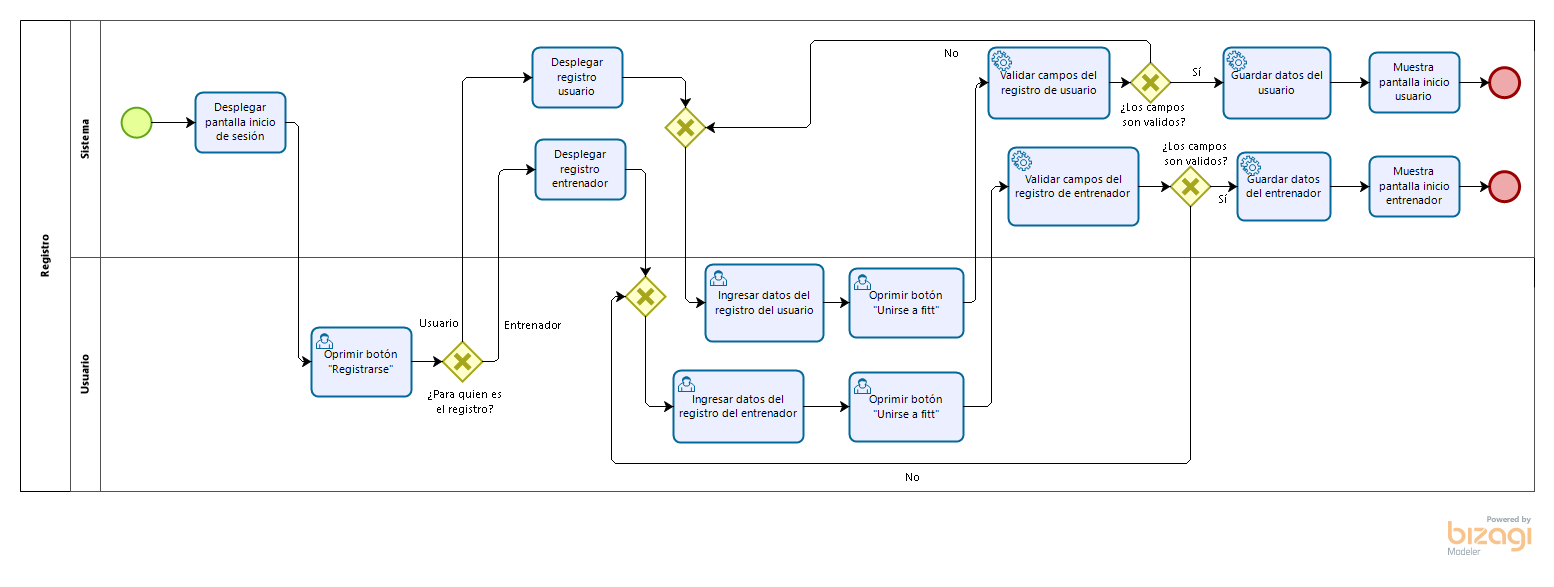 Registro
Sistema
Desplegar
pantalla inicio
de sesión
Desplegar
registro
usuario
Desplegar
registro
entrenador
No
Validar campos del
registro de usuario
¿Los campos
son validos?
Sí
Guardar datos del
usuario
Muestra
pantalla inicio
usuario
Validar campos del
registro de entrenador
¿Los campos
son validos?
Sí
Guardar datos
del entrenador
Muestra
pantalla inicio
entrenador
Usuario
Oprimir botón
"Registrarse"
Usuario
Entrenador
¿Para quien es
el registro?
Ingresar datos del
registro del usuario
Oprimir botón
"Unirse a fitt"
Ingresar datos del
registro del entrenador
Oprimir botón
"Unirse a fitt"
No
Powered by
bizagi
Modeler